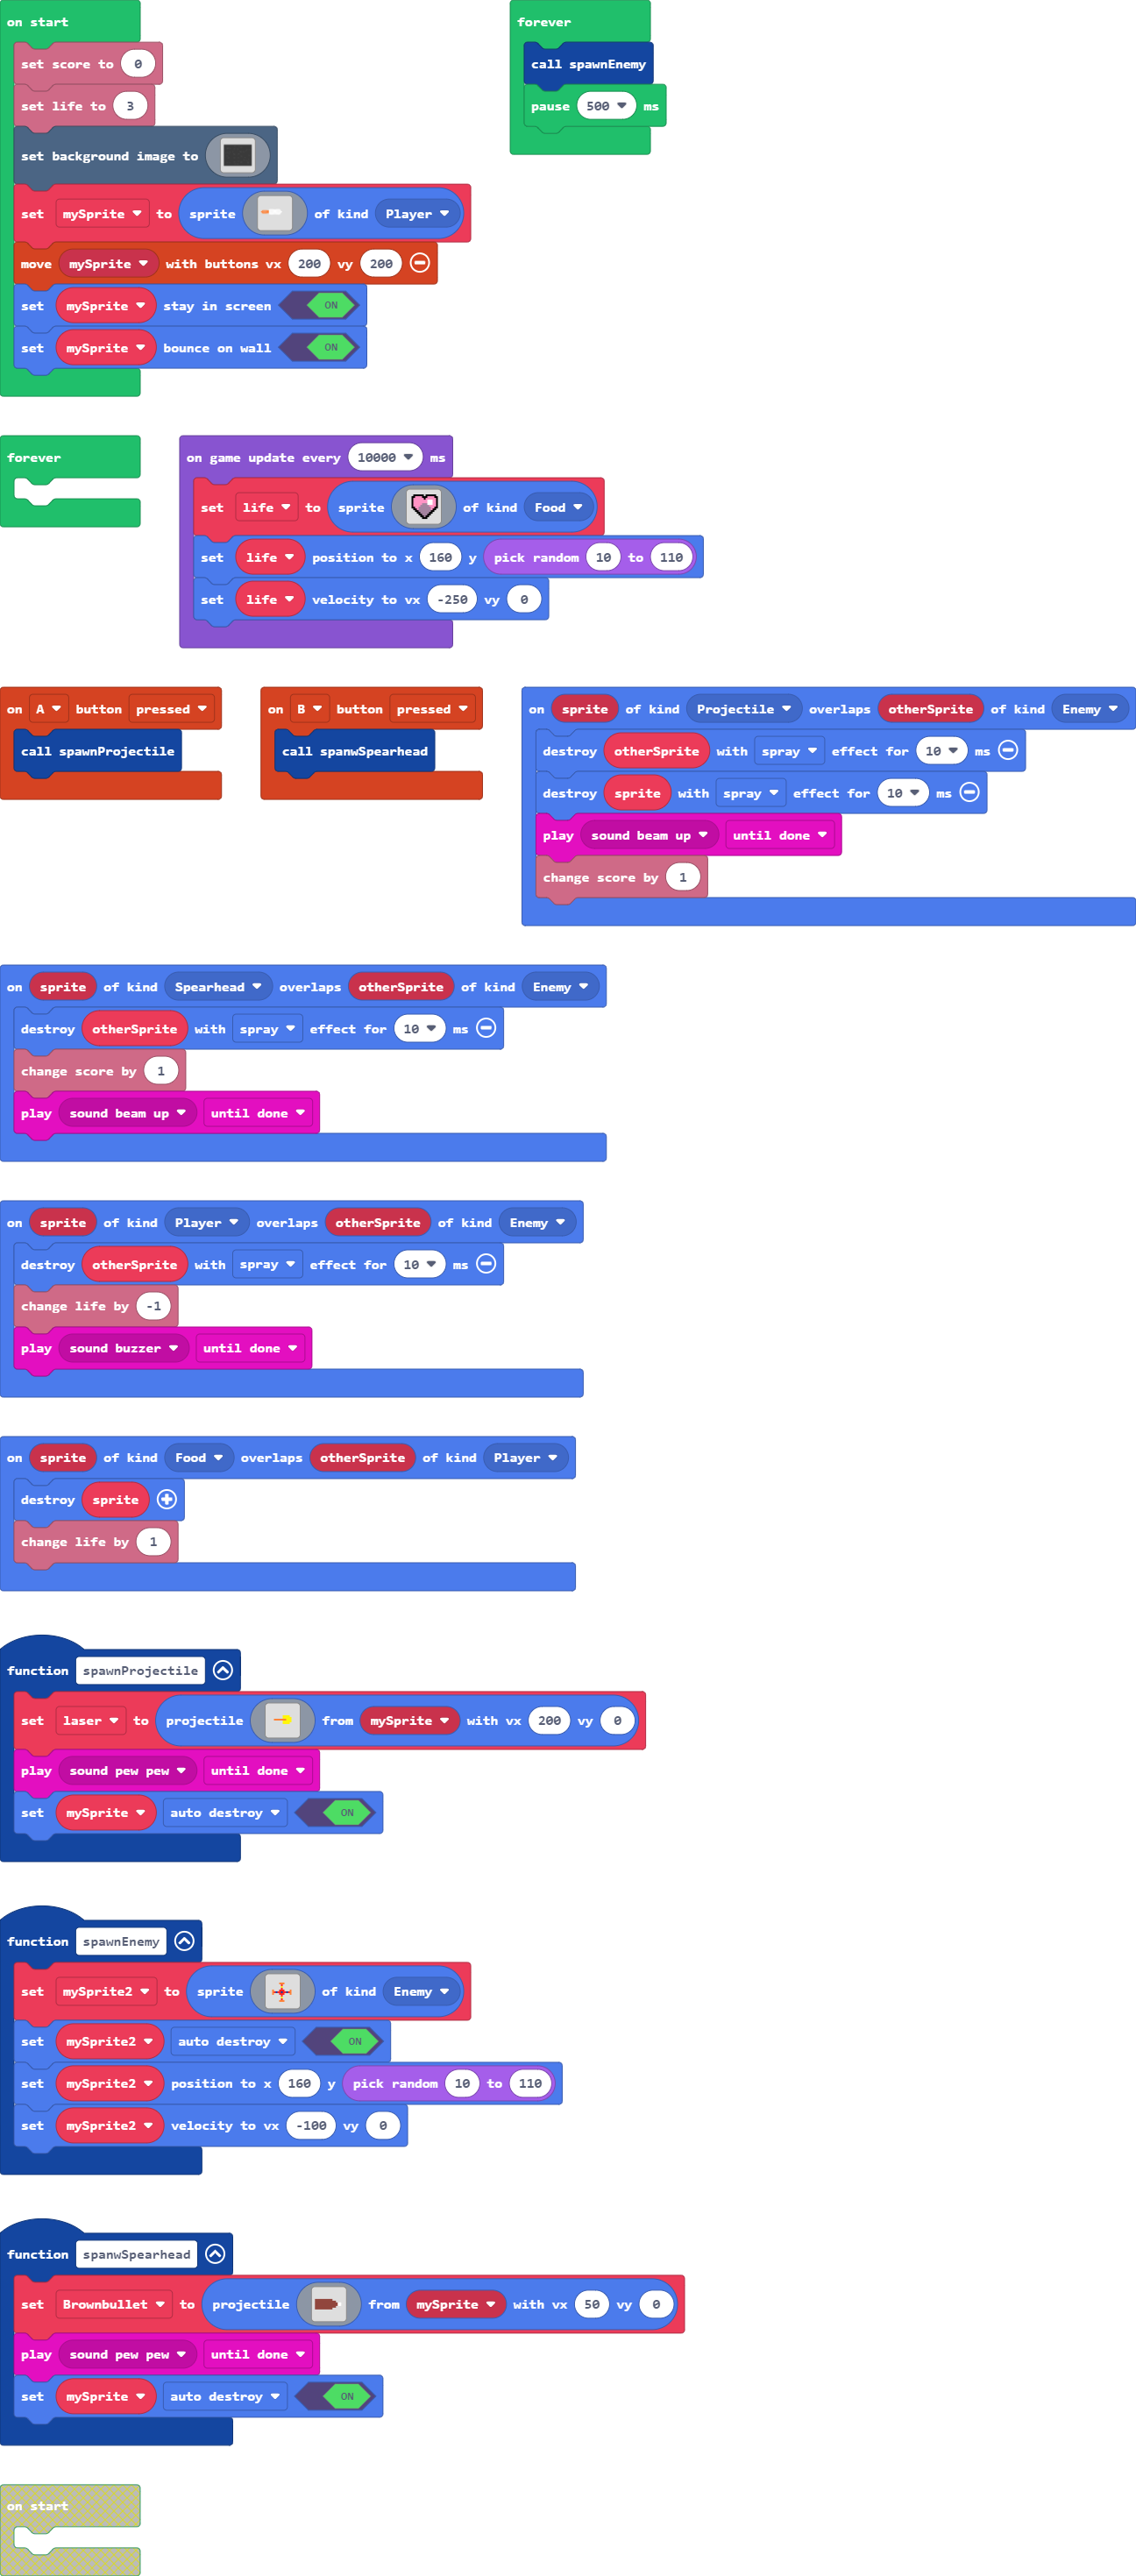 on start
set score to 0
set life to 3
set background image to
set mySprite to sprite of kind Player
move mySprite with buttons vx 200 vy 200
set mySprite stay in screen ON
set mySprite bounce on wall ON
forever
call spawnEnemy
pause 500 ms
forever
on game update every 10000 ms
set life to sprite of kind Food
set life position to x 160 y pick random 10 to 110
set life velocity to vx -250 vy 0
on A button pressed
call spawnProjectile
on B button pressed
call spanwSpearhead
on sprite of kind Projectile overlaps otherSprite of kind Enemy
destroy otherSprite with spray effect for 10 ms
destroy sprite with spray effect for 10 ms
play sound beam up until done
change score by 1
on sprite of kind Spearhead overlaps otherSprite of kind Enemy
destroy otherSprite with spray effect for 10 ms
change score by 1
play sound beam up until done
on sprite of kind Player overlaps otherSprite of kind Enemy
destroy otherSprite with spray effect for 10 ms
change life by -1
play sound buzzer until done
on sprite of kind Food overlaps otherSprite of kind Player
destroy sprite
change life by 1
function spawnProjectile
set laser to projectile from mySprite with vx 200 vy 0
play sound pew pew until done
set mySprite auto destroy ON
function spawnEnemy
set mySprite2 to sprite of kind Enemy
set mySprite2 auto destroy ON
set mySprite2 position to x 160 y pick random 10 to 110
set mySprite2 velocity to vx -100 vy 0
function spanwSpearhead
set Brownbullet to projectile from mySprite with vx 50 vy 0
play sound pew pew until done
set mySprite auto destroy ON
on start